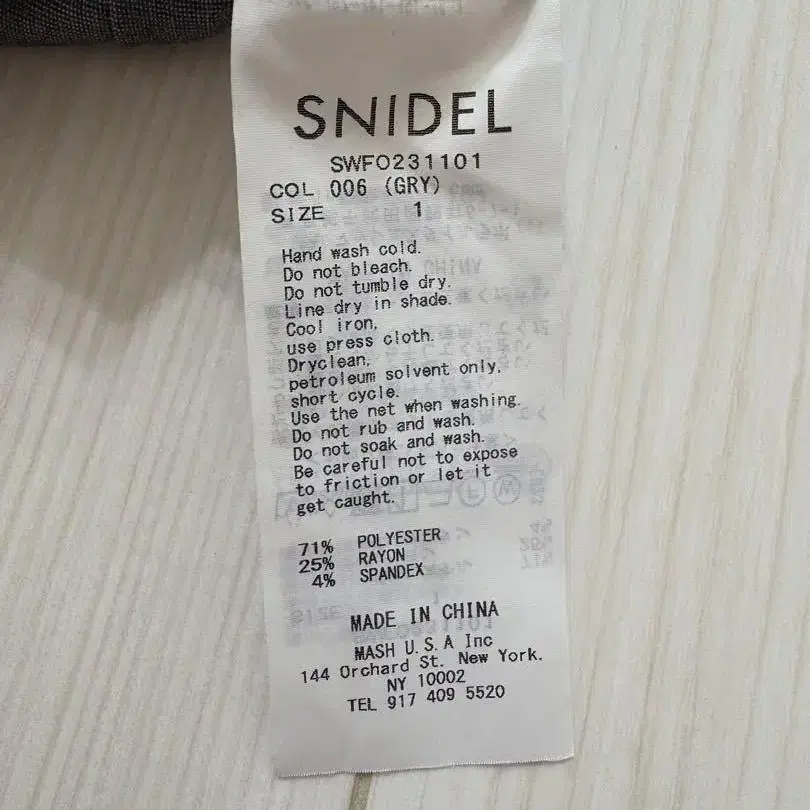 SNIDEL
SWFO231101
COL 006 (GRY)
SIZE 1
Hand wash cold.
Do not bleach.
Do not tumble dry.
Line dry in shade.
Cool iron,
use press cloth.
Dryclean,
petroleum solvent only,
short cycle.
Use the net when washing.
Do not rub and wash.
Do not soak and wash.
Be careful not to expose
to friction or let it
get caught.
71% POLYESTER
25% RAYON
4% SPANDEX
MADE IN CHINA
MASH U.S.A Inc
144 Orchard St. New York.
NY 10002
TEL 917 409 5520